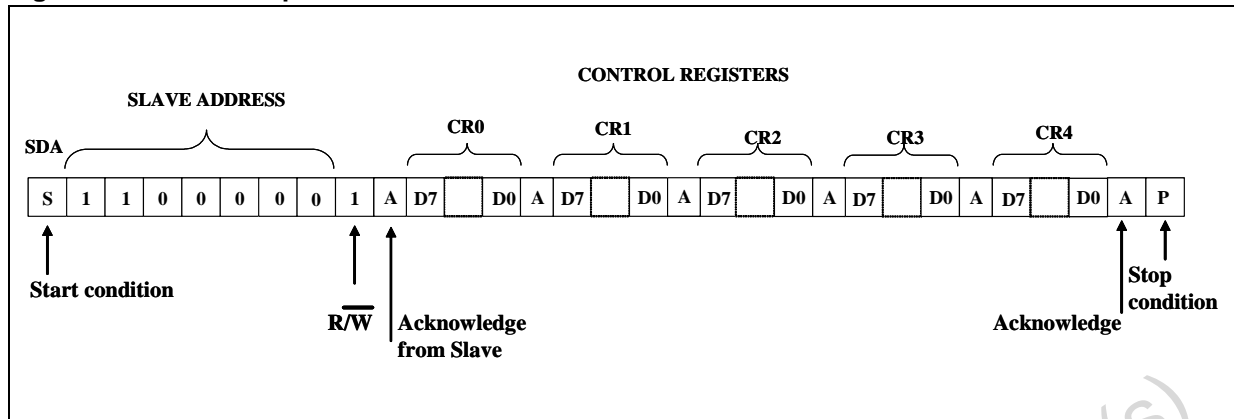 CONTROL REGISTERS
SLAVE ADDRESS
CR0 CR1 CR2 CR3 CR4
SDA
S 1 1 0 0 0 0 0 1 A D7 D0 A D7 D0 A D7 D0 A D7 D0 A D7 D0 A P
Start condition
R/W
Acknowledge
from Slave
Acknowledge
Stop
condition